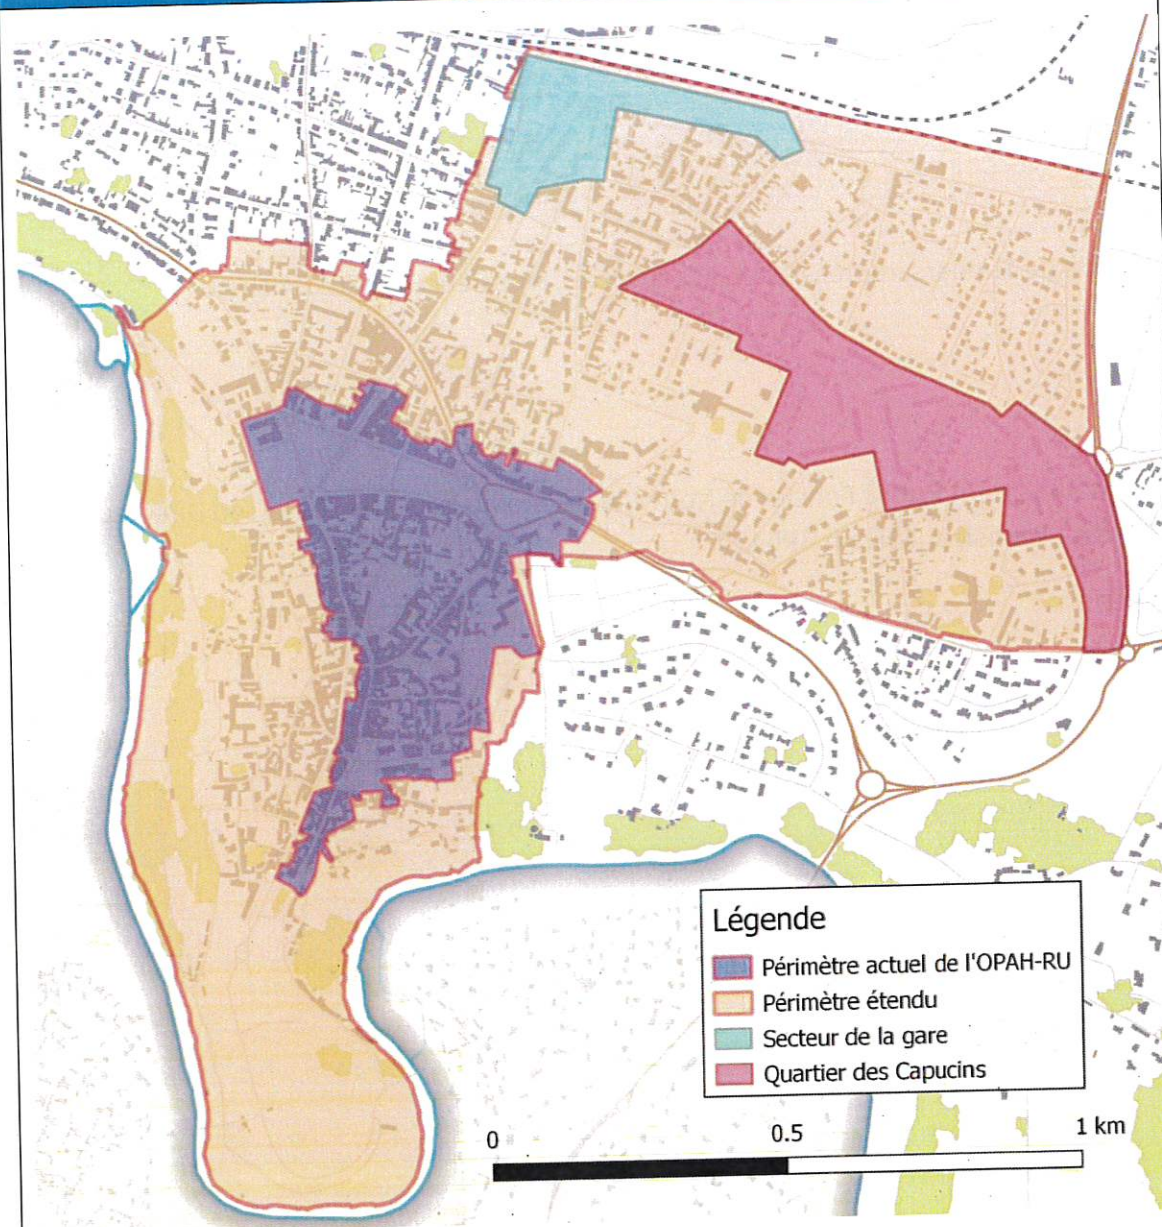 Légende
Périmètre actuel de l'OPAH-RU
Périmètre étendu
Secteur de la gare
Quartier des Capucins
0
0.5
1 km